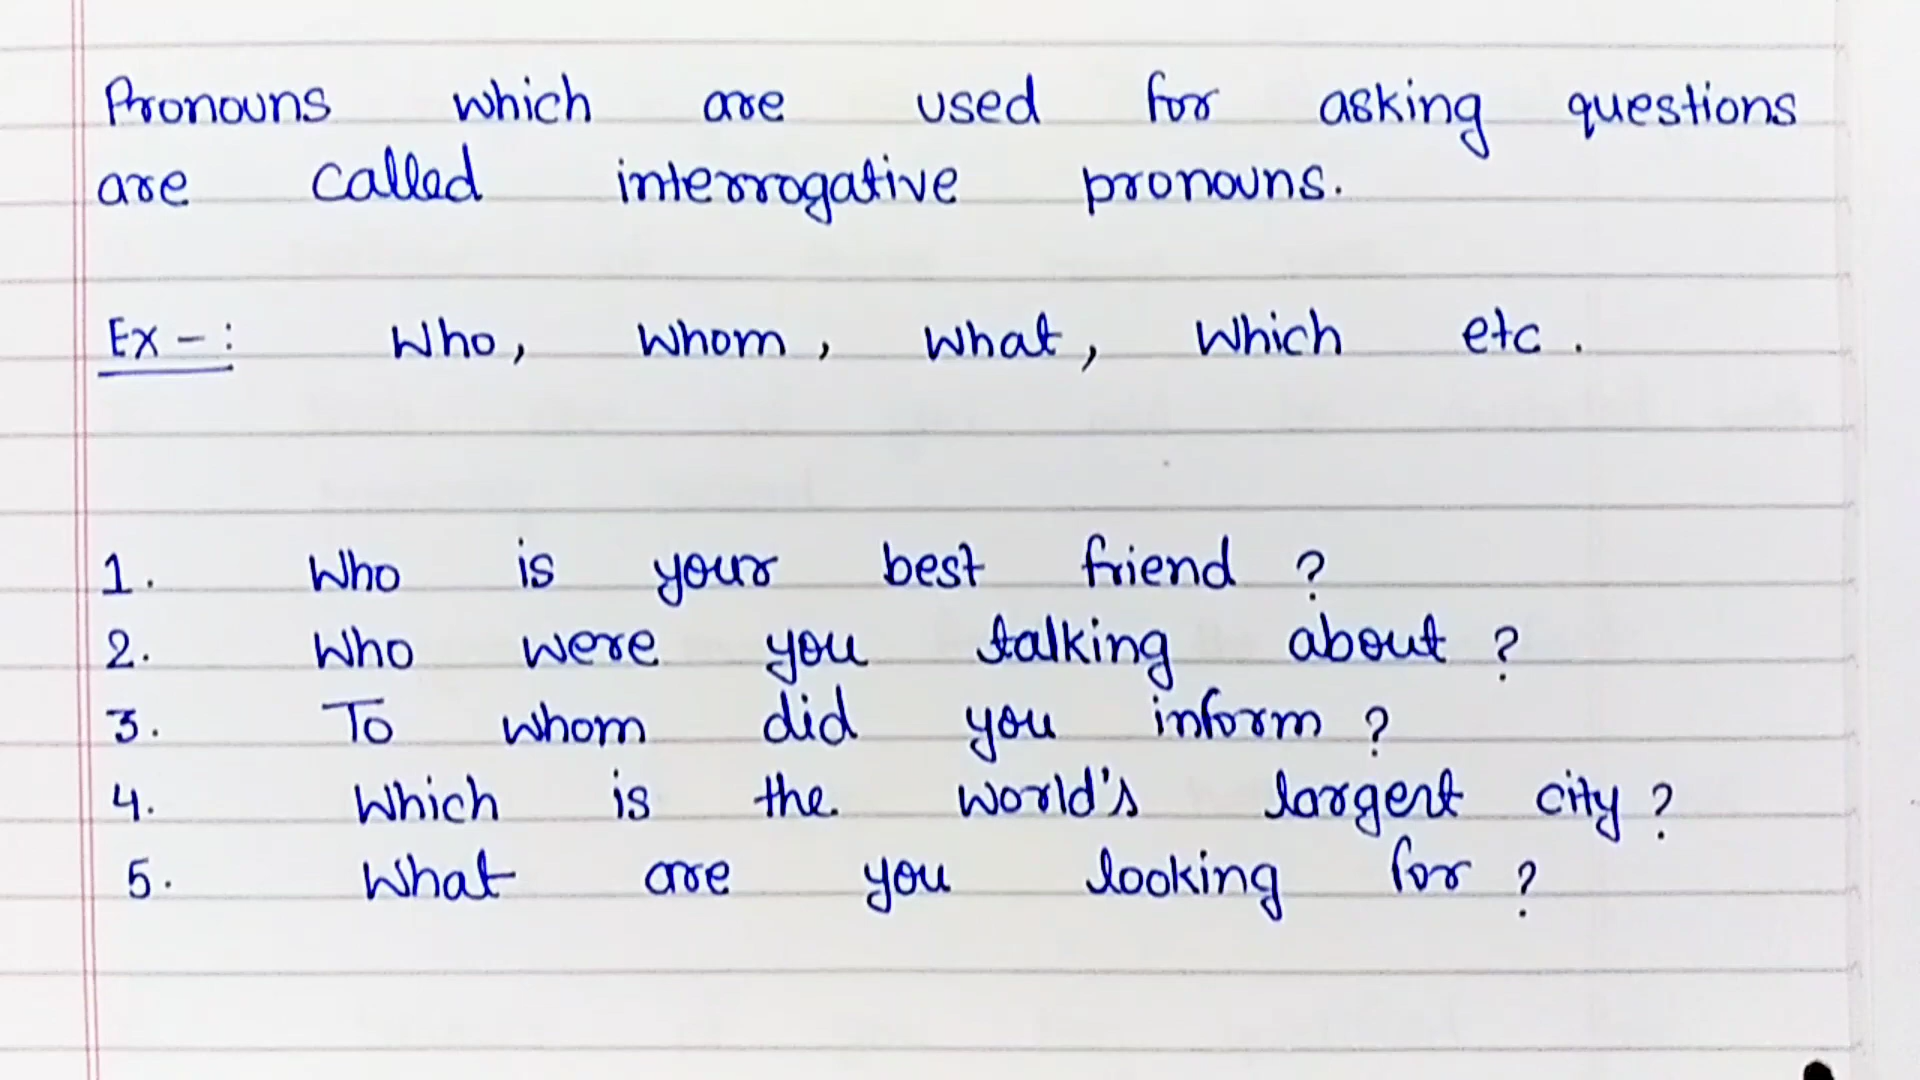 Pronouns which are used for asking questions
are called interrogative pronouns.
Ex-: Who, Whom, What, Which etc.
1. Who is your best friend?
2. Who were you talking about?
3. To whom did you inform?
4. Which is the world's largest city?
5. What are you looking for?